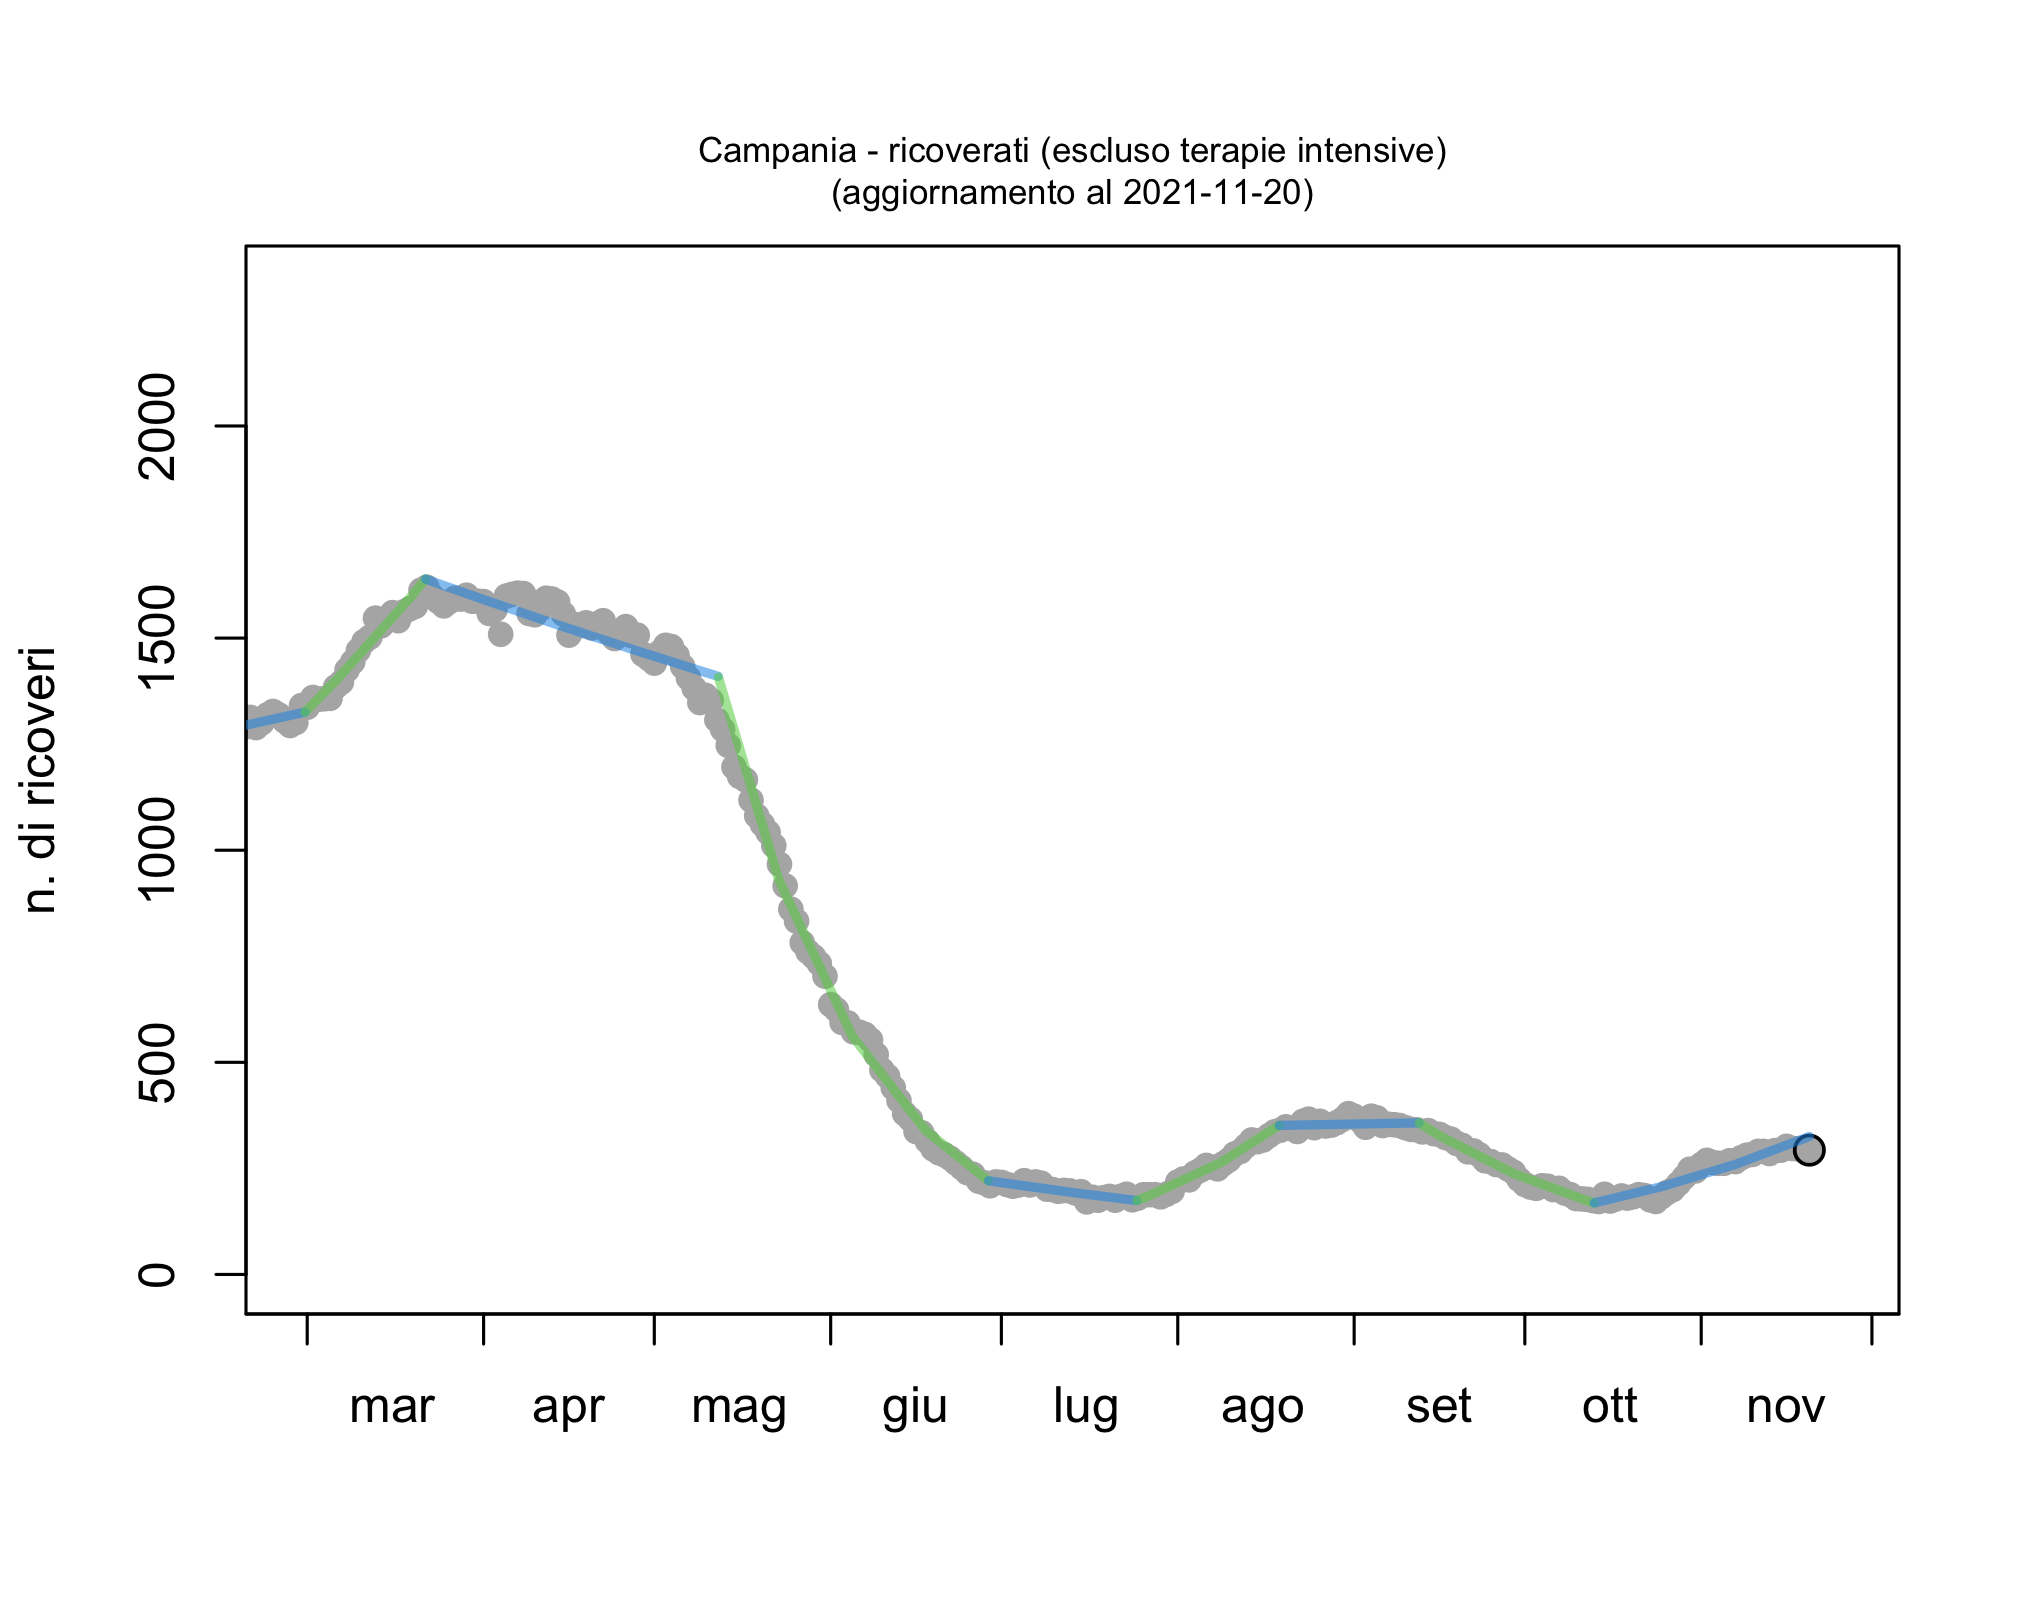 Campania - ricoverati (escluso terapie intensive)
(aggiornamento al 2021-11-20)
n. di ricoveri
2000
1500
1000
500
0
mar apr mag giu lug ago set ott nov